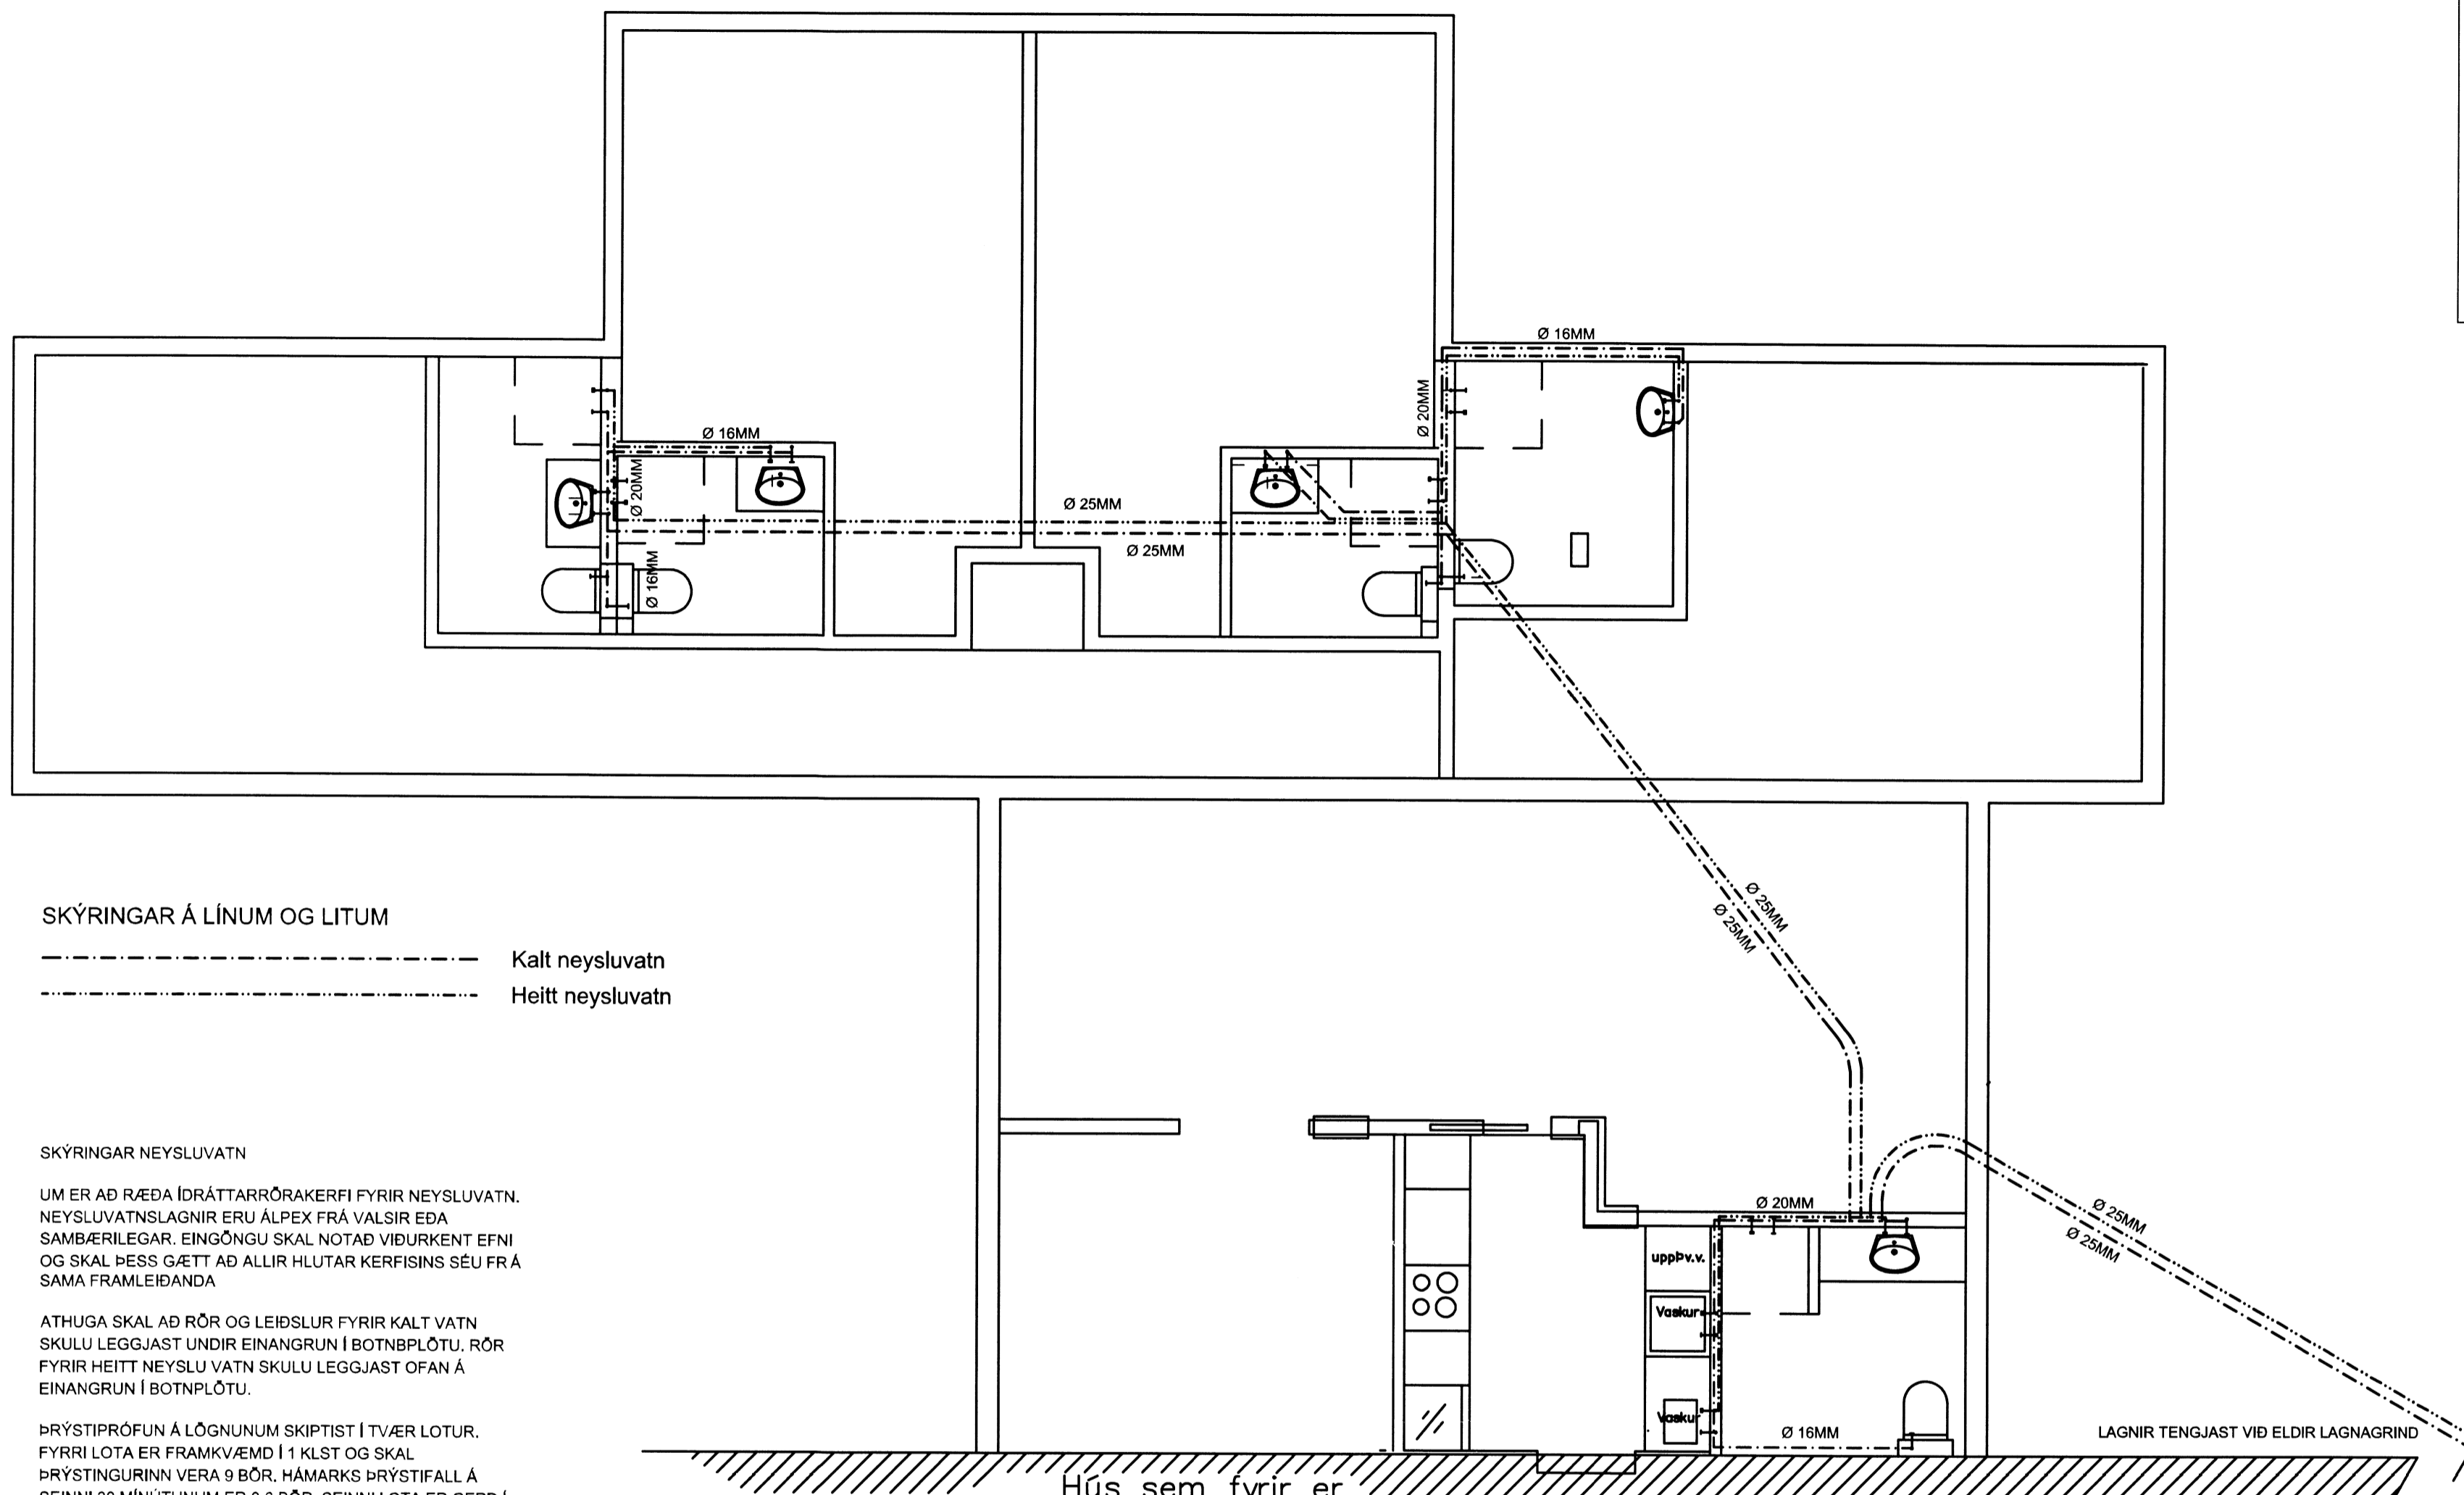 Ø 16MM
Ø 20MM
Ø 16MM
Ø 20MM
Ø 25MM
Ø 25MM
Ø 16MM
Ø 25MM
Ø 25MM
SKÝRINGAR Á LÍNUM OG LITUM
Kalt neysluvatn
Heitt neysluvatn
SKÝRINGAR NEYSLUVATN
UM ER AÐ RÆÐA ÍDRÁTTARRÖRAKERFI FYRIR NEYSLUVATN.
NEYSLUVATNSLAGNIR ERU ÁLPEX FRÁ VALSIR EÐA
SAMBÆRILEGAR. EINGÖNGU SKAL NOTAÐ VIÐURKENT EFNI
OG SKAL ÞESS GÆTT AÐ ALLIR HLUTAR KERFISINS SÉU FRÁ
SAMA FRAMLEIÐANDA
ATHUGA SKAL AÐ RÖR OG LEIÐSLUR FYRIR KALT VATN
SKULU LEGGJAST UNDIR EINANGRUN Í BOTNBPLÖTU. RÖR
FYRIR HEITT NEYSLU VATN SKULU LEGGJAST OFAN Á
EINANGRUN Í BOTNPLÖTU.
ÞRÝSTIPRÓFUN Á LÖGNUNUM SKIPTIST Í TVÆR LOTUR.
FYRRI LOTA ER FRAMKVÆMD Í 1 KLST OG SKAL
ÞRÝSTINGURINN VERA 9 BÖR. HÁMARKS ÞRÝSTIFALL Á
Ø 20MM
Ø 25MM
Ø 25MM
uppÞv.v.
Vaskur
Vaskur
Ø 16MM
LAGNIR TENGJAST VIÐ ELDIR LAGNAGRIND
Hús sem fyrir er